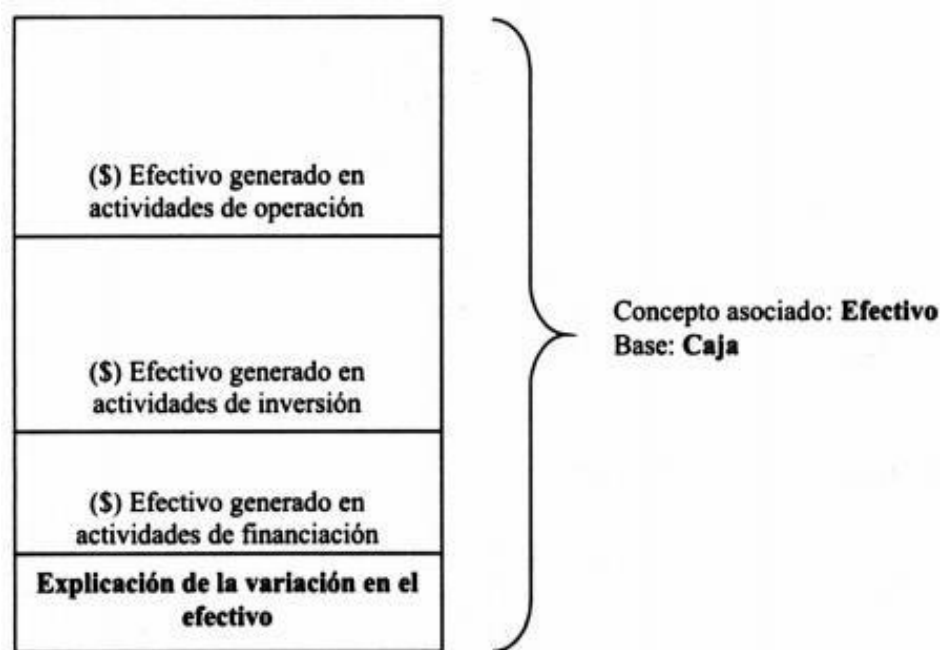 ($) Efectivo generado en
actividades de operación
($) Efectivo generado en
actividades de inversión
($) Efectivo generado en
actividades de financiación
Explicación de la variación en el
efectivo
Concepto asociado: Efectivo
Base: Caja